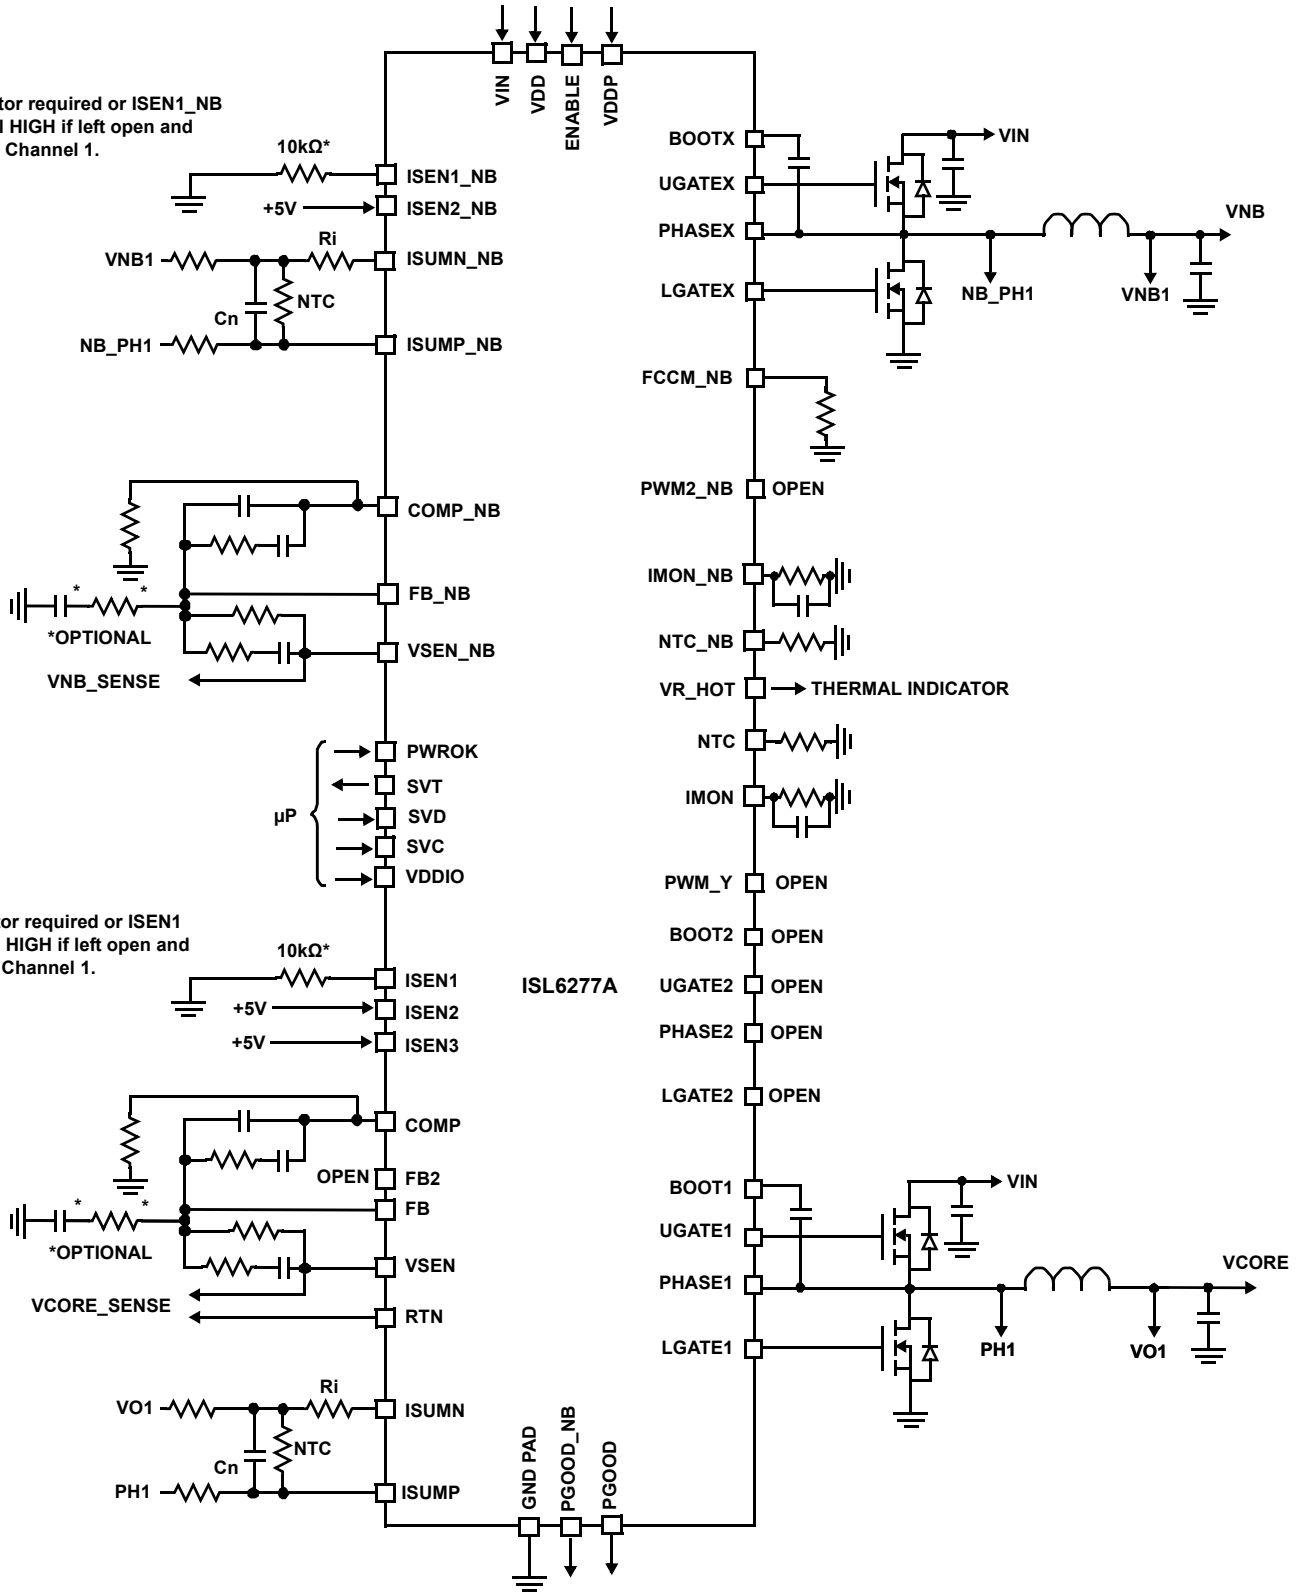 VIN
VDD
ENABLE
VDDP
required or ISEN1_NB
HIGH if left open and
Channel 1.
10kΩ*
ISEN1_NB
+5V
ISEN2_NB
VNB1
Ri
ISUMN_NB
Cn
NTC
NB_PH1
ISUMP_NB
BOOTX
VIN
UGATEX
PHASEX
VNB
LGATEX
NB_PH1
VNB1
FCCM_NB
COMP_NB
PWM2_NB
OPEN
FB_NB
* *
*OPTIONAL
VSEN_NB
VNB_SENSE
IMON_NB
NTC_NB
VR_HOT
THERMAL INDICATOR
NTC
IMON
µP
PWROK
SVT
SVD
SVC
VDDIO
PWM_Y
OPEN
BOOT2
OPEN
UGATE2
OPEN
PHASE2
OPEN
LGATE2
OPEN
required or ISEN1
HIGH if left open and
Channel 1.
10kΩ*
ISEN1
+5V
ISEN2
+5V
ISEN3
ISL6277A
COMP
OPEN
FB2
FB
* *
*OPTIONAL
VSEN
VCORE_SENSE
RTN
BOOT1
VIN
UGATE1
PHASE1
VCORE
LGATE1
PH1
VO1
VO1
Ri
ISUMN
Cn
NTC
PH1
ISUMP
GND PAD
PGOOD_NB
PGOOD